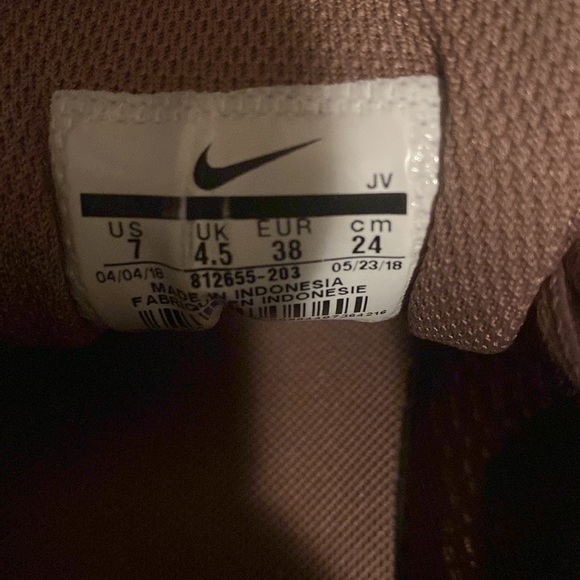 JV
US UK EUR cm
7 4.5 38 24
04/04/18 812655-203 05/23/18
MADE IN INDONESIA
FABRIQUE EN INDONESIE